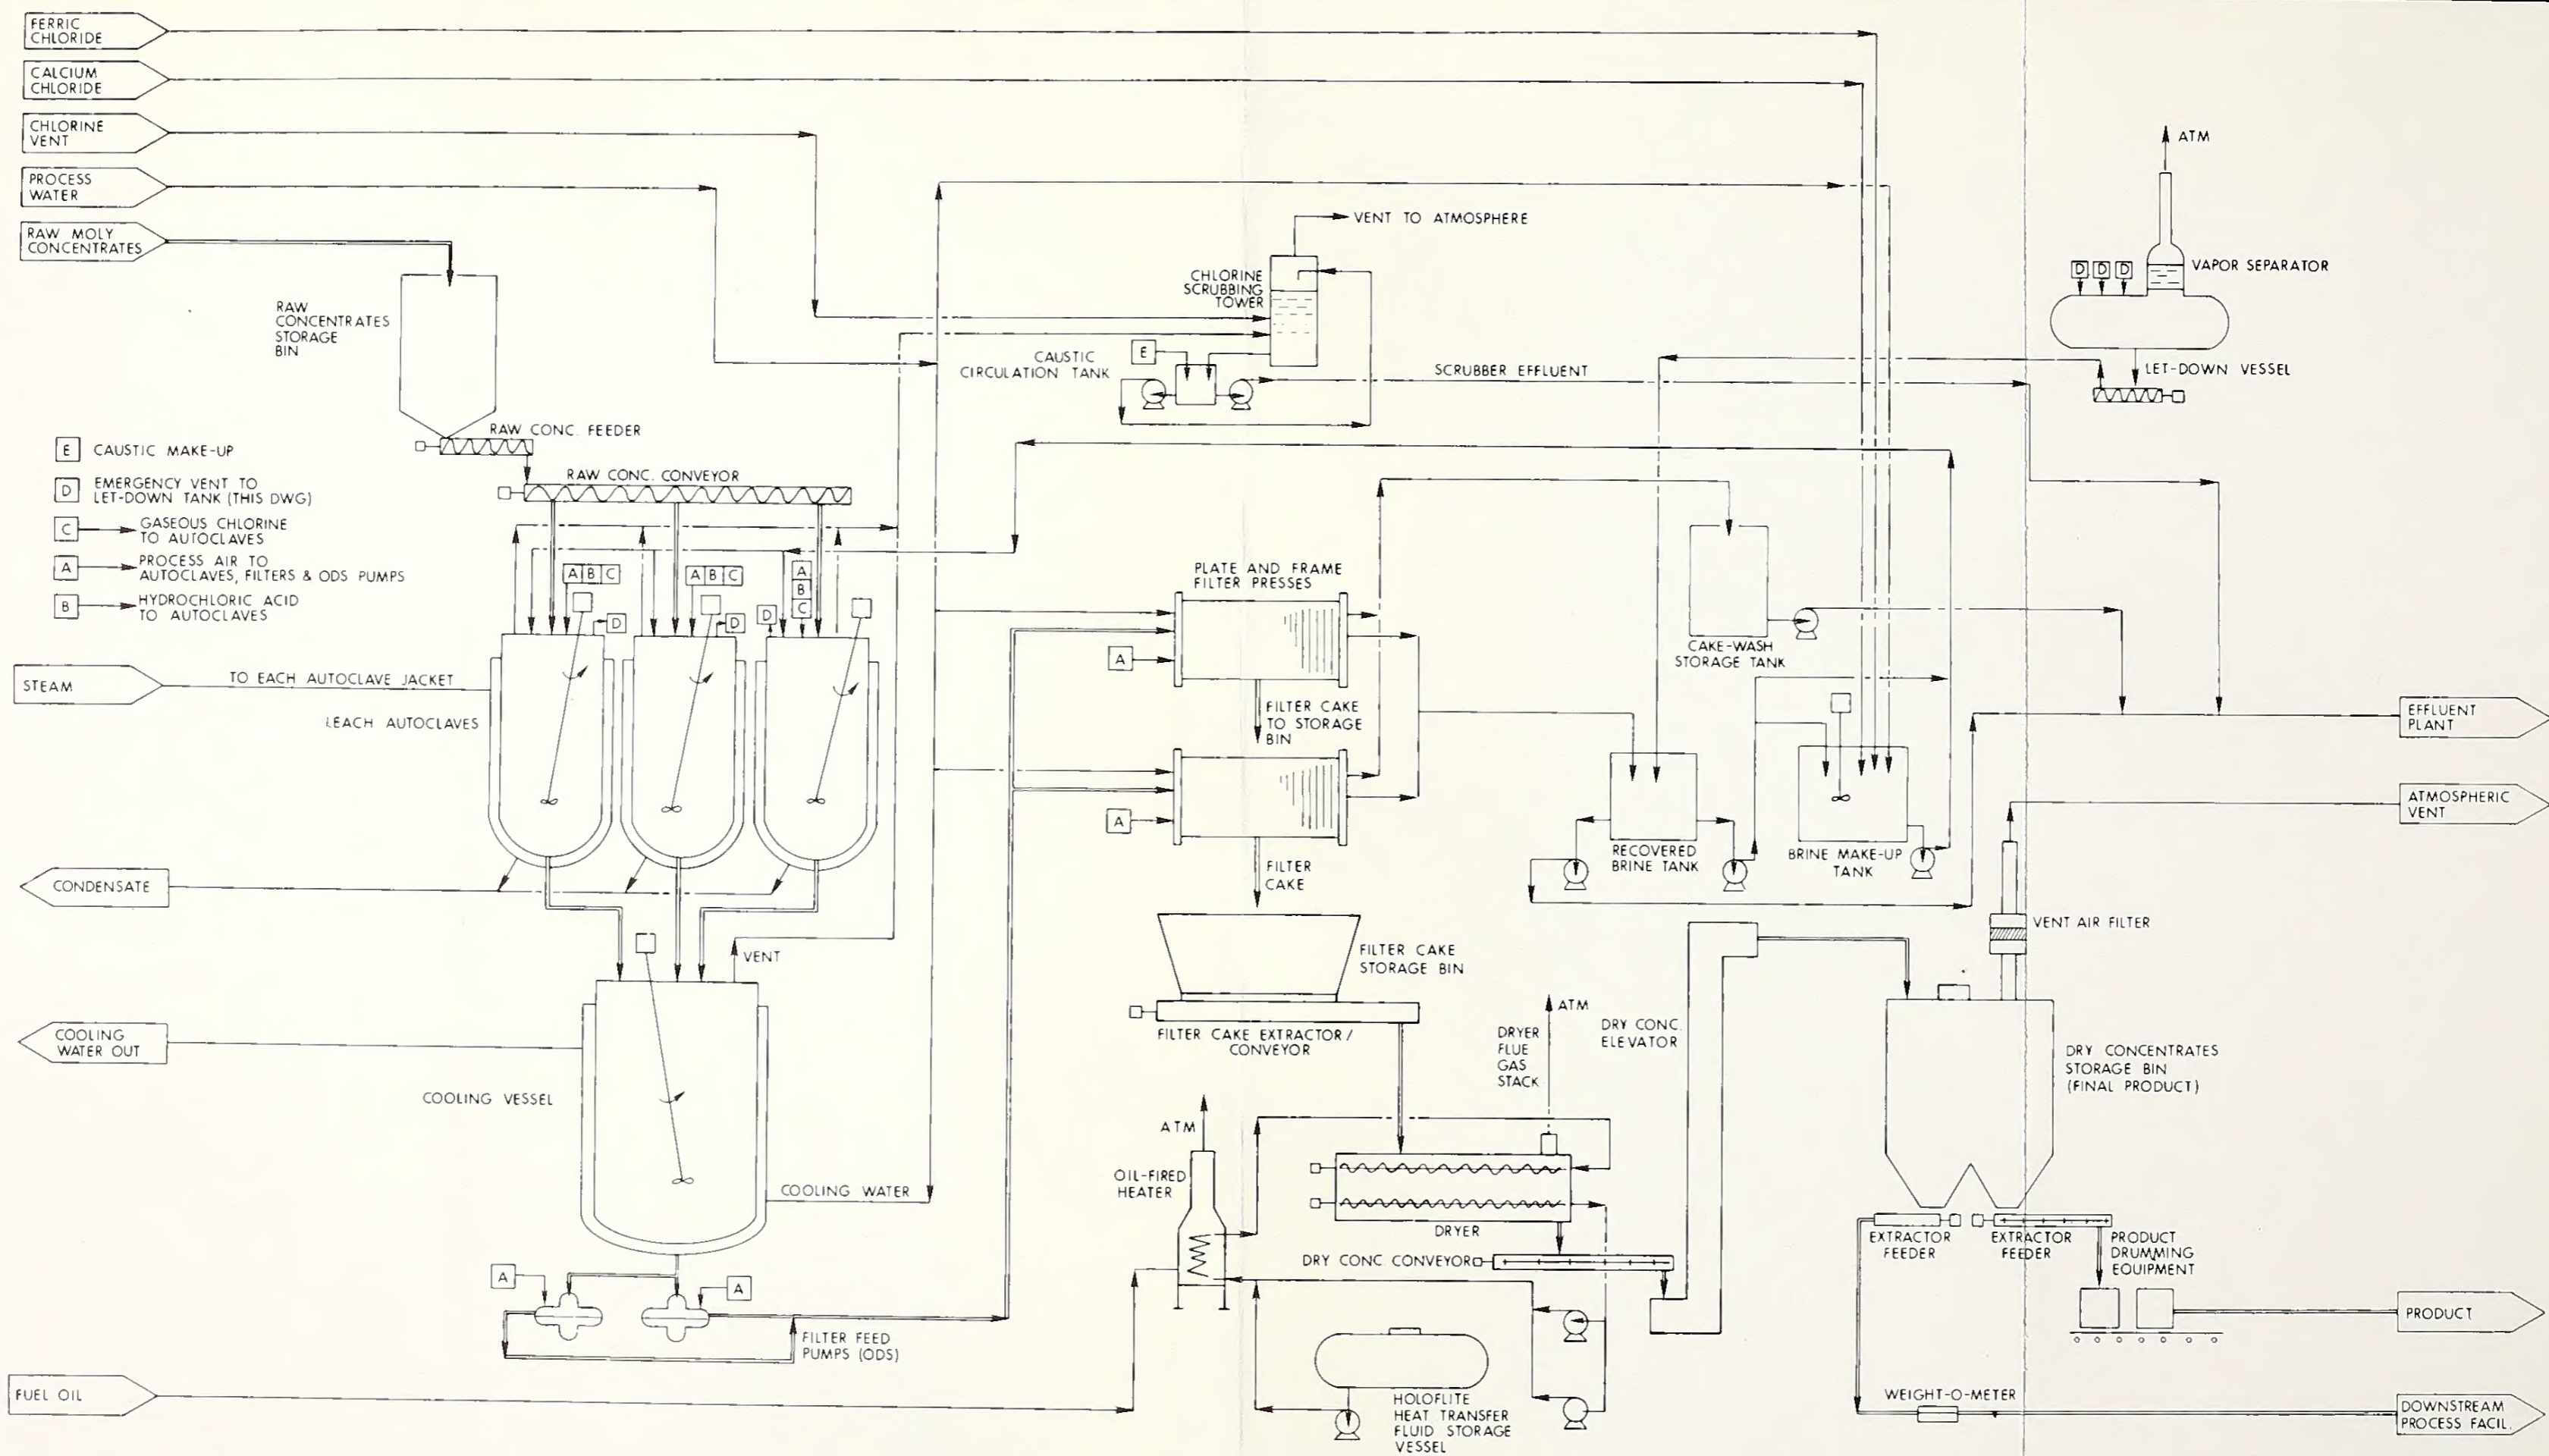 FERRIC
CHLORIDE
CALCIUM
CHLORIDE
CHLORINE
VENT
PROCESS
WATER
RAW MOLY
CONCENTRATES
RAW
CONCENTRATES
STORAGE
BIN
RAW CONC. FEEDER
RAW CONC. CONVEYOR
E CAUSTIC MAKE-UP
D EMERGENCY VENT TO
LET-DOWN TANK (THIS DWG)
C GASEOUS CHLORINE
TO AUTOCLAVES
A PROCESS AIR TO
AUTOCLAVES, FILTERS & ODS PUMPS
B HYDROCHLORIC ACID
TO AUTOCLAVES
A B C
D
A B C
D
D
A
B
C
STEAM
TO EACH AUTOCLAVE JACKET
LEACH AUTOCLAVES
CONDENSATE
VENT
COOLING
WATER OUT
COOLING VESSEL
COOLING WATER
A
A
FILTER FEED
PUMPS (ODS)
FUEL OIL
VENT TO ATMOSPHERE
CHLORINE
SCRUBBING
TOWER
E
CAUSTIC
CIRCULATION TANK
SCRUBBER EFFLUENT
PLATE AND FRAME
FILTER PRESSES
A
FILTER CAKE
TO STORAGE
BIN
A
FILTER
CAKE
FILTER CAKE
STORAGE BIN
FILTER CAKE EXTRACTOR/
CONVEYOR
ATM
OIL-FIRED
HEATER
DRYER
FLUE
GAS
STACK
ATM
DRY CONC.
ELEVATOR
DRYER
DRY CONC CONVEYOR
HOLOFLITE
HEAT TRANSFER
FLUID STORAGE
VESSEL
ATM
D D D
VAPOR SEPARATOR
LET-DOWN VESSEL
CAKE-WASH
STORAGE TANK
RECOVERED
BRINE TANK
BRINE MAKE-UP
TANK
EFFLUENT
PLANT
ATMOSPHERIC
VENT
VENT AIR FILTER
DRY CONCENTRATES
STORAGE BIN
(FINAL PRODUCT)
EXTRACTOR
FEEDER
EXTRACTOR
FEEDER
PRODUCT
DRUMMING
EQUIPMENT
PRODUCT
WEIGHT-O-METER
DOWNSTREAM
PROCESS FACIL.